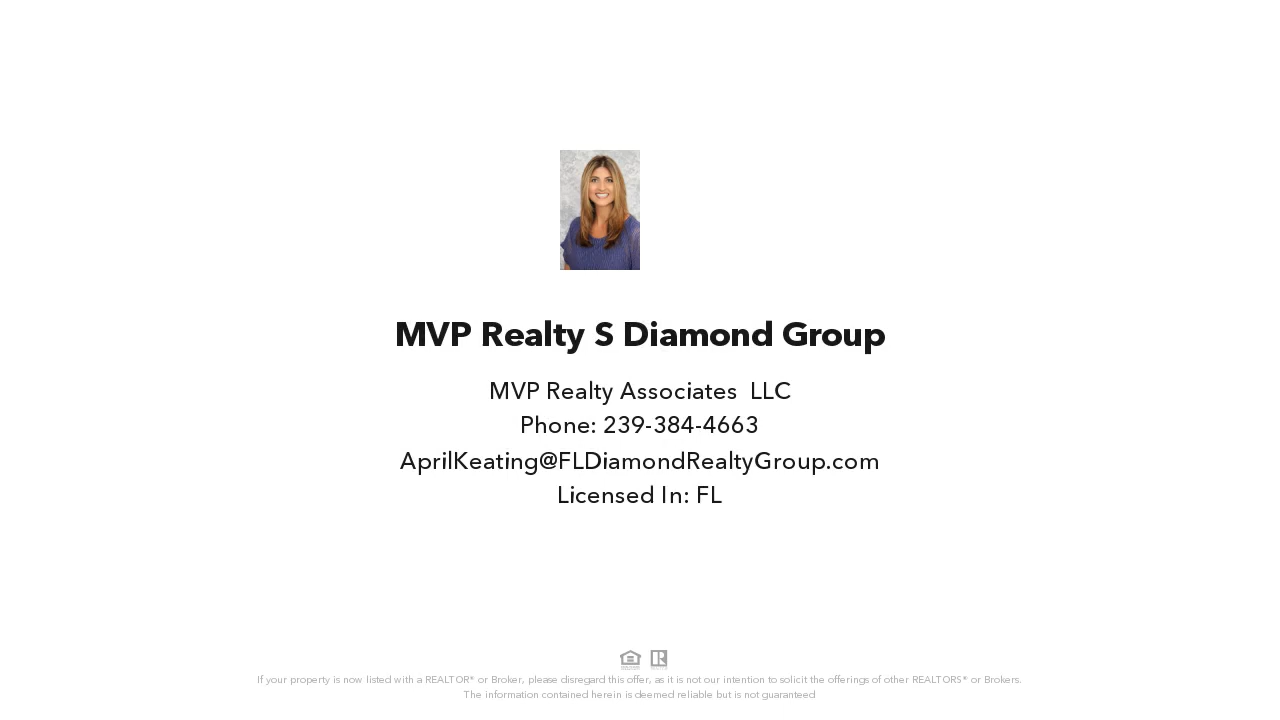 MVP Realty S Diamond Group
MVP Realty Associates  LLC
Phone: 239-384-4663
AprilKeating@FLDiamondRealtyGroup.com
Licensed In: FL
If your property is now listed with a REALTOR® or Broker, please disregard this offer, as it is not our intention to solicit the offerings of other REALTORS® or Brokers.
The information contained herein is deemed reliable but is not guaranteed